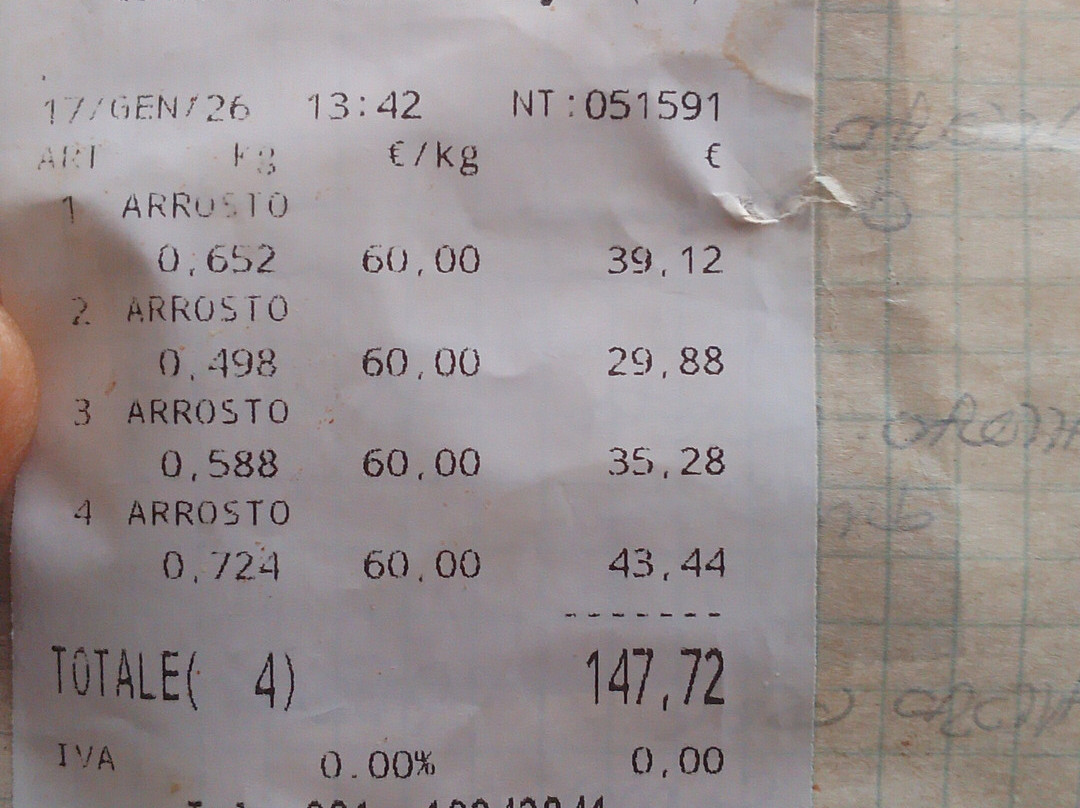 17/GEN/26 13:42 NT:051591
ART kg €/kg €
1 ARROSTO
0,652 60,00 39,12
2 ARROSTO
0,498 60,00 29,88
3 ARROSTO
0,588 60,00 35,28
4 ARROSTO
0,724 60,00 43,44
-------
TOTALE( 4) 147,72
IVA 0.00% 0,00